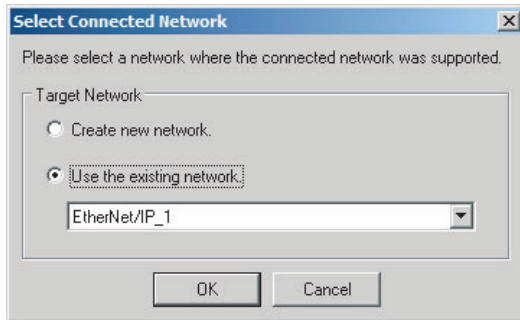 Select Connected Network
Please select a network where the connected network was supported.
Target Network
Create new network.
Use the existing network.
EtherNet/IP_1
OK Cancel